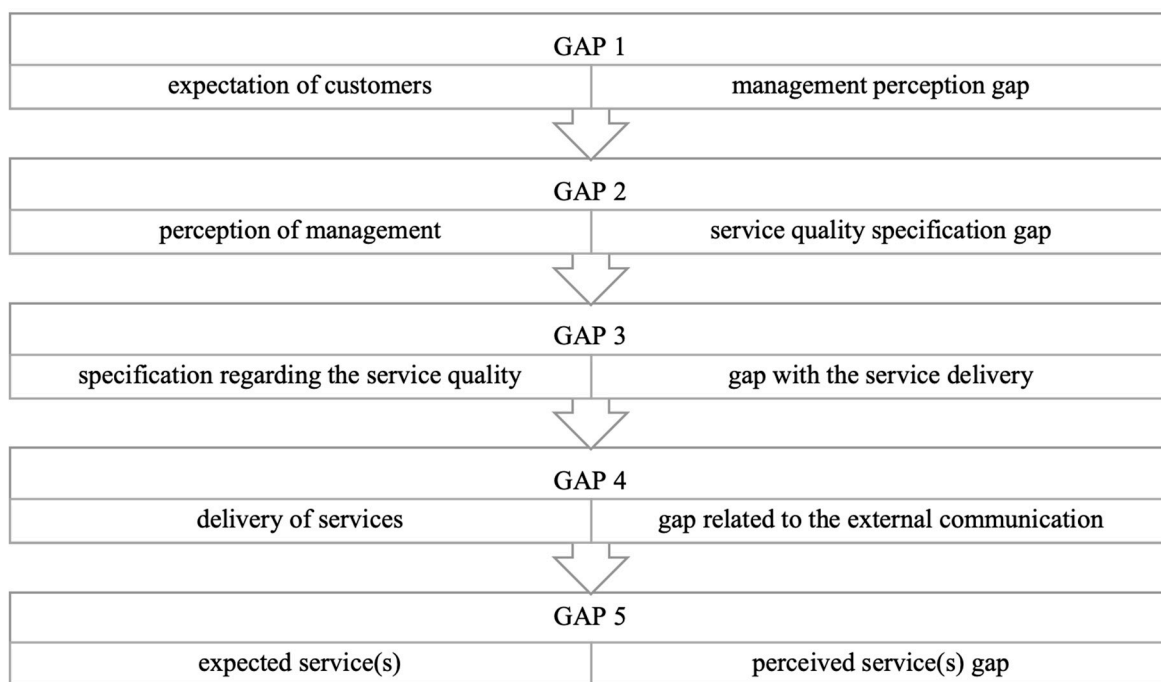 GAP 1
expectation of customers
management perception gap
GAP 2
perception of management
service quality specification gap
GAP 3
specification regarding the service quality
gap with the service delivery
GAP 4
delivery of services
gap related to the external communication
GAP 5
expected service(s)
perceived service(s) gap